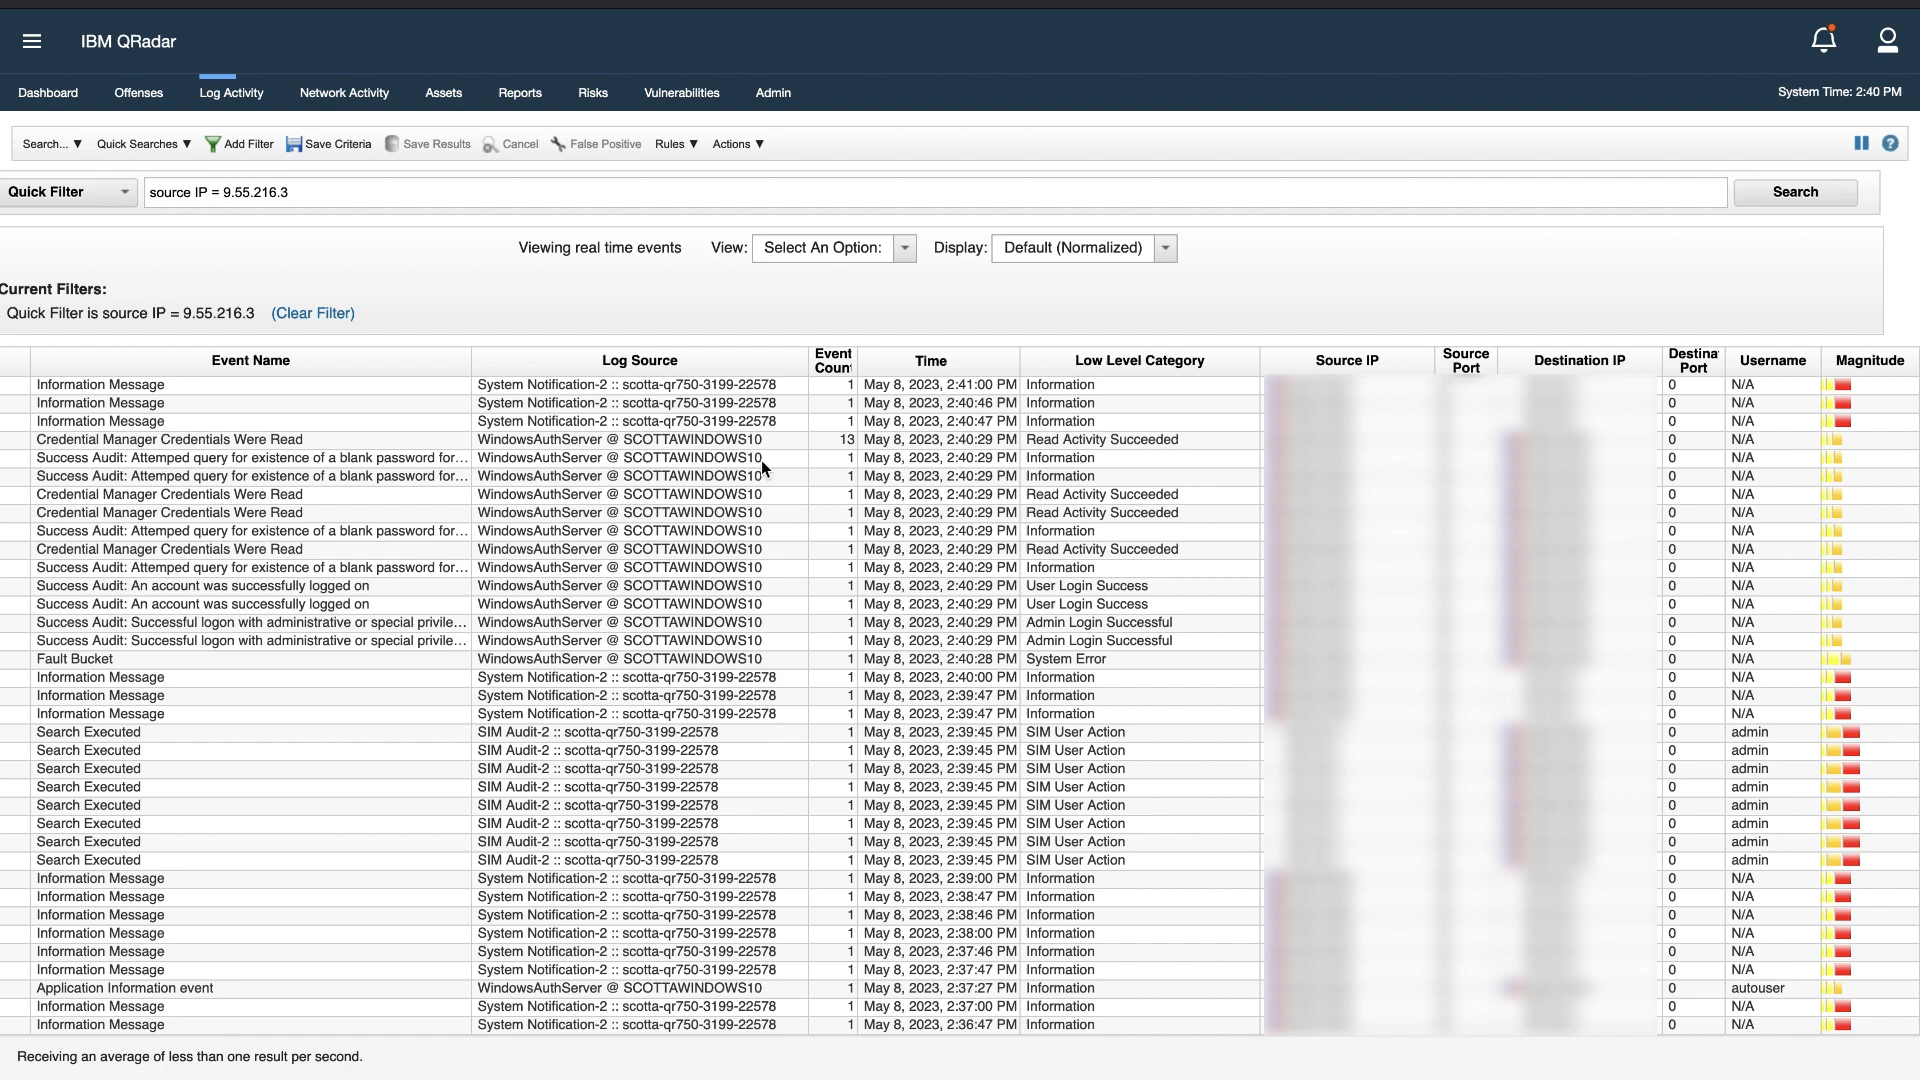 IBM QRadar
Dashboard Offenses Log Activity Network Activity Assets Reports Risks Vulnerabilities Admin System Time: 2:40 PM
Search... ▼ Quick Searches ▼ Add Filter Save Criteria Save Results Cancel False Positive Rules ▼ Actions ▼
Quick Filter source IP = 9.55.216.3 Search
Viewing real time events View: Select An Option: Display: Default (Normalized)
Current Filters:
Quick Filter is source IP = 9.55.216.3 (Clear Filter)
Event Name Log Source Event Count Time Low Level Category Source IP Source Port Destination IP Destina Port Username Magnitude
Information Message System Notification-2 :: scotta-qr750-3199-22578 1 May 8, 2023, 2:41:00 PM Information 0 N/A
Information Message System Notification-2 :: scotta-qr750-3199-22578 1 May 8, 2023, 2:40:46 PM Information 0 N/A
Information Message System Notification-2 :: scotta-qr750-3199-22578 1 May 8, 2023, 2:40:47 PM Information 0 N/A
Credential Manager Credentials Were Read WindowsAuthServer @ SCOTTAWINDOWS10 13 May 8, 2023, 2:40:29 PM Read Activity Succeeded 0 N/A
Success Audit: Attemped query for existence of a blank password for... WindowsAuthServer @ SCOTTAWINDOWS10 1 May 8, 2023, 2:40:29 PM Information 0 N/A
Success Audit: Attemped query for existence of a blank password for... WindowsAuthServer @ SCOTTAWINDOWS10 1 May 8, 2023, 2:40:29 PM Information 0 N/A
Credential Manager Credentials Were Read WindowsAuthServer @ SCOTTAWINDOWS10 1 May 8, 2023, 2:40:29 PM Read Activity Succeeded 0 N/A
Credential Manager Credentials Were Read WindowsAuthServer @ SCOTTAWINDOWS10 1 May 8, 2023, 2:40:29 PM Read Activity Succeeded 0 N/A
Success Audit: Attemped query for existence of a blank password for... WindowsAuthServer @ SCOTTAWINDOWS10 1 May 8, 2023, 2:40:29 PM Information 0 N/A
Credential Manager Credentials Were Read WindowsAuthServer @ SCOTTAWINDOWS10 1 May 8, 2023, 2:40:29 PM Read Activity Succeeded 0 N/A
Success Audit: Attemped query for existence of a blank password for... WindowsAuthServer @ SCOTTAWINDOWS10 1 May 8, 2023, 2:40:29 PM Information 0 N/A
Success Audit: An account was successfully logged on WindowsAuthServer @ SCOTTAWINDOWS10 1 May 8, 2023, 2:40:29 PM User Login Success 0 N/A
Success Audit: An account was successfully logged on WindowsAuthServer @ SCOTTAWINDOWS10 1 May 8, 2023, 2:40:29 PM User Login Success 0 N/A
Success Audit: Successful logon with administrative or special privile... WindowsAuthServer @ SCOTTAWINDOWS10 1 May 8, 2023, 2:40:29 PM Admin Login Successful 0 N/A
Success Audit: Successful logon with administrative or special privile... WindowsAuthServer @ SCOTTAWINDOWS10 1 May 8, 2023, 2:40:29 PM Admin Login Successful 0 N/A
Fault Bucket WindowsAuthServer @ SCOTTAWINDOWS10 1 May 8, 2023, 2:40:28 PM System Error 0 N/A
Information Message System Notification-2 :: scotta-qr750-3199-22578 1 May 8, 2023, 2:40:00 PM Information 0 N/A
Information Message System Notification-2 :: scotta-qr750-3199-22578 1 May 8, 2023, 2:39:47 PM Information 0 N/A
Information Message System Notification-2 :: scotta-qr750-3199-22578 1 May 8, 2023, 2:39:47 PM Information 0 N/A
Search Executed SIM Audit-2 :: scotta-qr750-3199-22578 1 May 8, 2023, 2:39:45 PM SIM User Action 0 admin
Search Executed SIM Audit-2 :: scotta-qr750-3199-22578 1 May 8, 2023, 2:39:45 PM SIM User Action 0 admin
Search Executed SIM Audit-2 :: scotta-qr750-3199-22578 1 May 8, 2023, 2:39:45 PM SIM User Action 0 admin
Search Executed SIM Audit-2 :: scotta-qr750-3199-22578 1 May 8, 2023, 2:39:45 PM SIM User Action 0 admin
Search Executed SIM Audit-2 :: scotta-qr750-3199-22578 1 May 8, 2023, 2:39:45 PM SIM User Action 0 admin
Search Executed SIM Audit-2 :: scotta-qr750-3199-22578 1 May 8, 2023, 2:39:45 PM SIM User Action 0 admin
Search Executed SIM Audit-2 :: scotta-qr750-3199-22578 1 May 8, 2023, 2:39:45 PM SIM User Action 0 admin
Search Executed SIM Audit-2 :: scotta-qr750-3199-22578 1 May 8, 2023, 2:39:45 PM SIM User Action 0 admin
Information Message System Notification-2 :: scotta-qr750-3199-22578 1 May 8, 2023, 2:39:00 PM Information 0 N/A
Information Message System Notification-2 :: scotta-qr750-3199-22578 1 May 8, 2023, 2:38:47 PM Information 0 N/A
Information Message System Notification-2 :: scotta-qr750-3199-22578 1 May 8, 2023, 2:38:46 PM Information 0 N/A
Information Message System Notification-2 :: scotta-qr750-3199-22578 1 May 8, 2023, 2:38:00 PM Information 0 N/A
Information Message System Notification-2 :: scotta-qr750-3199-22578 1 May 8, 2023, 2:37:46 PM Information 0 N/A
Information Message System Notification-2 :: scotta-qr750-3199-22578 1 May 8, 2023, 2:37:47 PM Information 0 N/A
Application Information event WindowsAuthServer @ SCOTTAWINDOWS10 1 May 8, 2023, 2:37:27 PM Information 0 autouser
Information Message System Notification-2 :: scotta-qr750-3199-22578 1 May 8, 2023, 2:37:00 PM Information 0 N/A
Information Message System Notification-2 :: scotta-qr750-3199-22578 1 May 8, 2023, 2:36:47 PM Information 0 N/A
Receiving an average of less than one result per second.